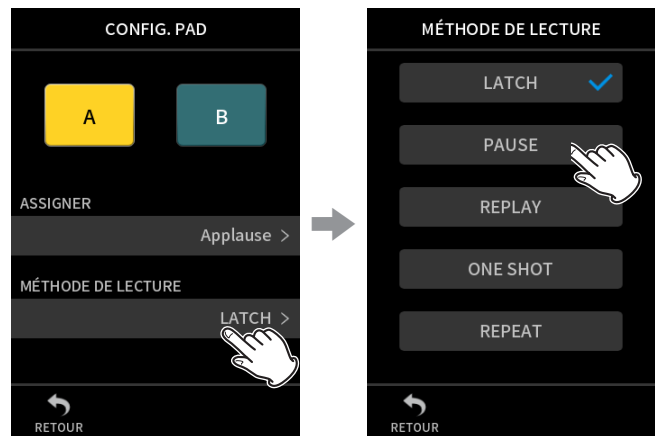 CONFIG. PAD
A
B
ASSIGNER
Applause >
MÉTHODE DE LECTURE
LATCH >
RETOUR
MÉTHODE DE LECTURE
LATCH
PAUSE
REPLAY
ONE SHOT
REPEAT
RETOUR